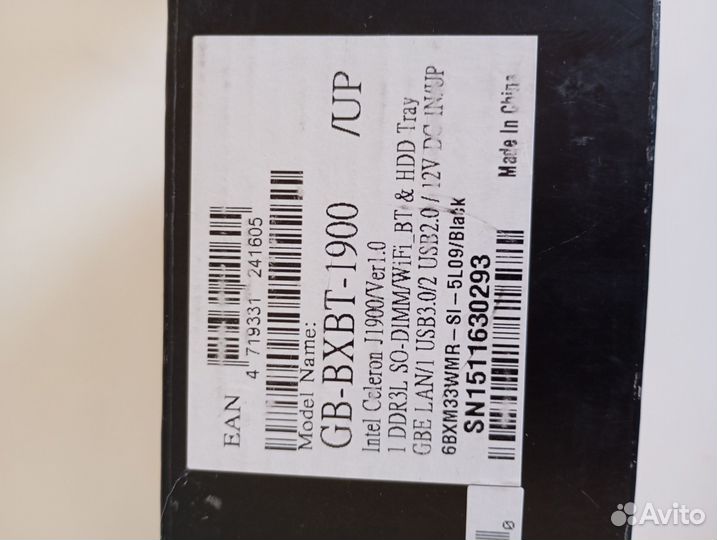 EAN
4 719331 241605
Model Name:
GB-BXBT-1900 /UP
Intel Celeron J1900/Ver1.0
1 DDR3L SO-DIMM/WiFi_BT & HDD Tray
GBE LAN/1 USB3.0/2 USB2.0 / 12V DC IN/UP
6BXM33WMR-SI-5L09/Black
SN1511630293
Made In China
0
Avito